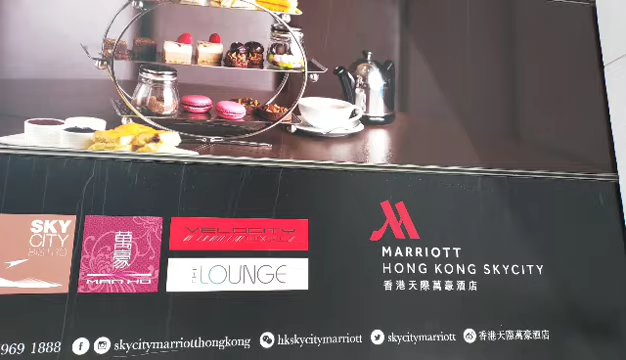 SKY
CITY
萬豪
MAN HO
VELOCITY
THE LOUNGE
MARRIOTT
HONG KONG SKYCITY
香港天際萬豪酒店
969 1888 skycitymarriotthongkong hkskycitymarriott skycitymarriott 香港天際萬豪酒店